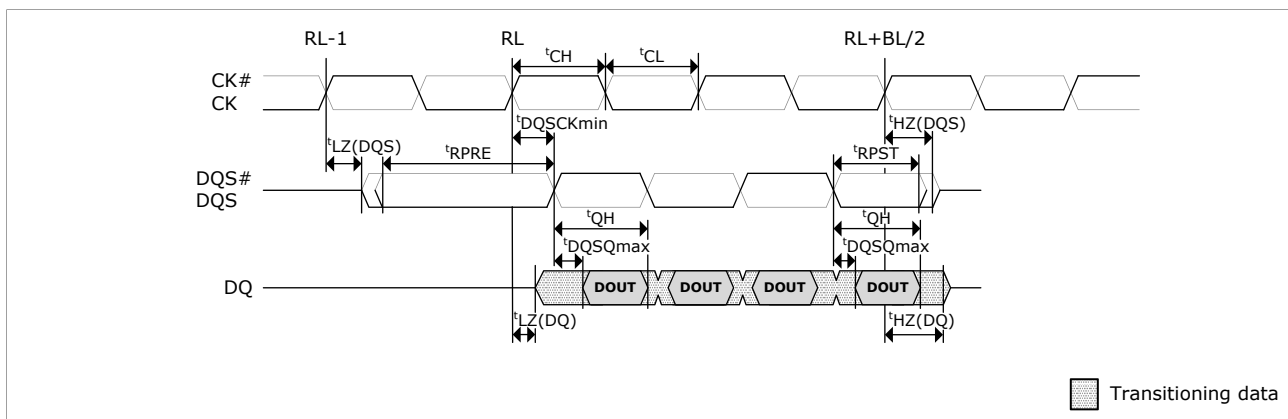 RL-1 RL RL+BL/2
tCH tCL
CK#
CK
tDQSCKmin tHZ(DQS)
tLZ(DQS)
tRPRE tRPST
DQS#
DQS
tQH tQH
tDQSQmax tDQSQmax
DQ DOUT DOUT DOUT DOUT
tLZ(DQ) tHZ(DQ)
Transitioning data